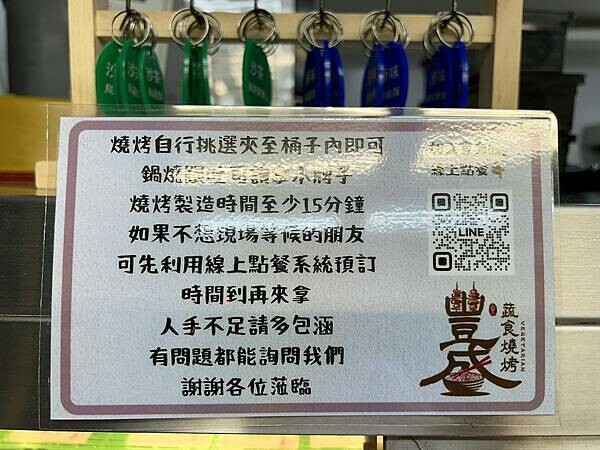 燒烤自行挑選夾至桶子內即可
鍋燒
牌子
燒烤製造時間至少15分鐘
如果不想現場等候的朋友
可先利用線上點餐系統預訂
時間到再來拿
人手不足請多包涵
有問題都能詢問我們
謝謝各位蒞臨
線上點餐
LINE
豐盛
蔬食燒烤
VEGETARIAN